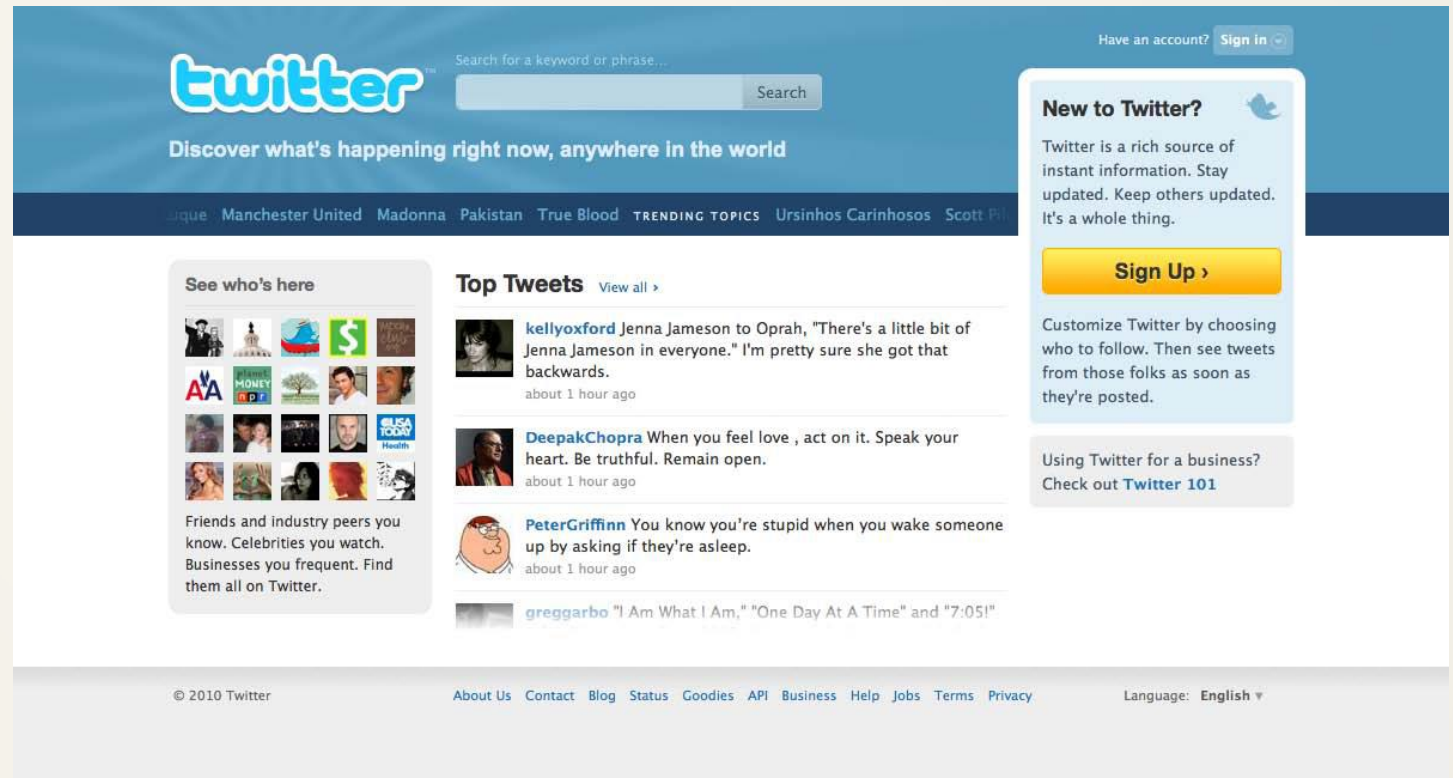 Have an account? Sign in
twitter™
Search for a keyword or phrase...
Search
Discover what's happening right now, anywhere in the world
Manchester United Madonna Pakistan True Blood TRENDING TOPICS Ursinhos Carinhosos Scott
New to Twitter?
Twitter is a rich source of
instant information. Stay
updated. Keep others updated.
It's a whole thing.
Sign Up ›
Customize Twitter by choosing
who to follow. Then see tweets
from those folks as soon as
they're posted.
Using Twitter for a business?
Check out Twitter 101
See who's here
AA
planet
MONEY
npr
USA
TODAY
Health
Friends and industry peers you
know. Celebrities you watch.
Businesses you frequent. Find
them all on Twitter.
Top Tweets View all ›
kellyoxford Jenna Jameson to Oprah, "There's a little bit of
Jenna Jameson in everyone." I'm pretty sure she got that
backwards.
about 1 hour ago
DeepakChopra When you feel love , act on it. Speak your
heart. Be truthful. Remain open.
about 1 hour ago
PeterGriffinn You know you're stupid when you wake someone
up by asking if they're asleep.
about 1 hour ago
greggarbo "I Am What I Am," "One Day At A Time" and "7:05!"
© 2010 Twitter
About Us Contact Blog Status Goodies API Business Help Jobs Terms Privacy
Language: English